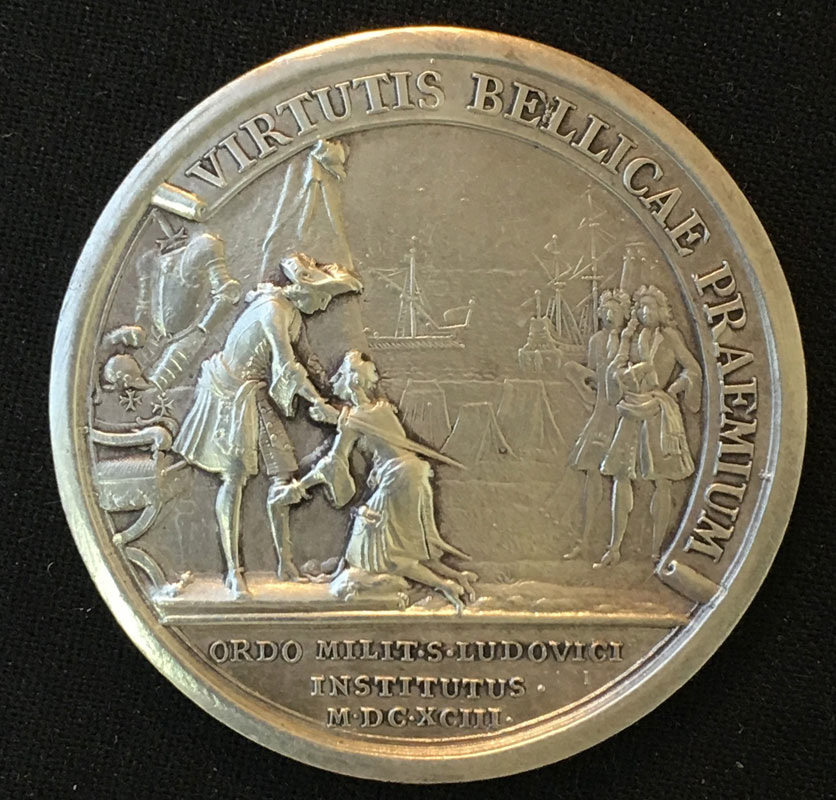 VIRTUTIS BELLICAE PRAEMIUM
ORDO MILIT·S·LUDOVICI
INSTITUTUS·
M·DC·XCIII·